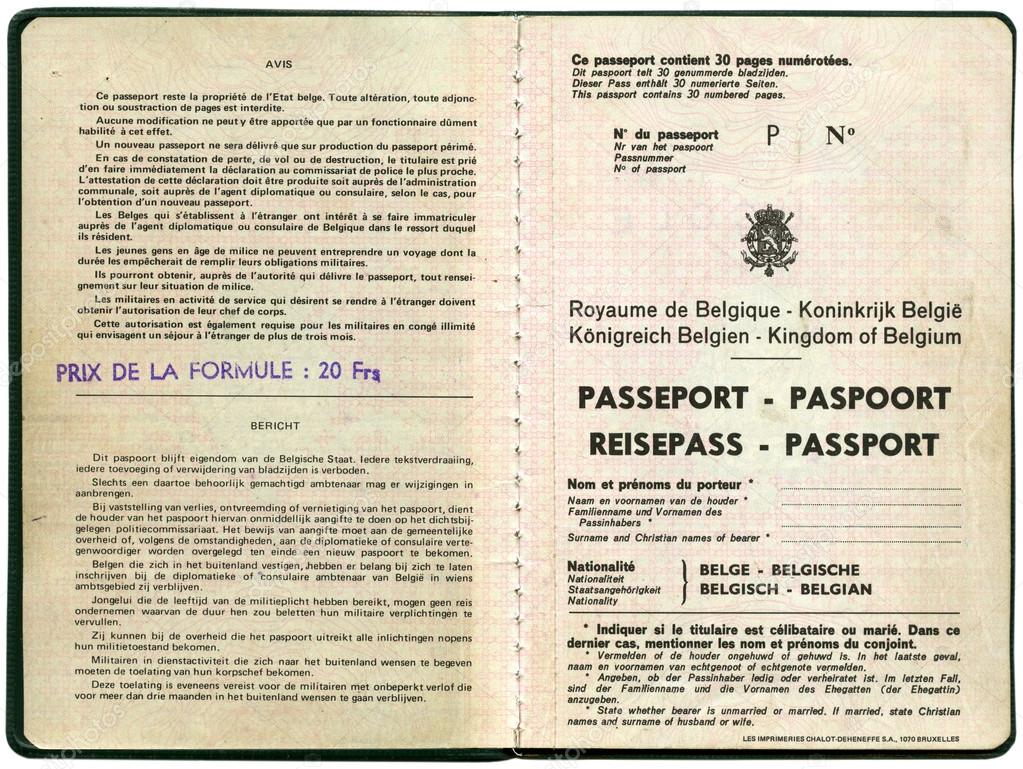 AVIS
Ce passeport reste la propriété de l'Etat belge. Toute altération, toute adjonc-
tion ou soustraction de pages est interdite.
Aucune modification ne peut y être apportée que par un fonctionnaire dûment
habilité à cet effet.
Un nouveau passeport ne sera délivré que sur production du passeport périmé.
En cas de constatation de perte, de vol ou de destruction, le titulaire est prié
d'en faire immédiatement la déclaration au commissariat de police le plus proche.
L'attestation de cette déclaration doit être produite soit auprès de l'administration
communale, soit auprès de l'agent diplomatique ou consulaire, selon le cas, pour
l'obtention d'un nouveau passeport.
Les Belges qui s'établissent à l'étranger ont intérêt à se faire immatriculer
auprès de l'agent diplomatique ou consulaire de Belgique dans le ressort duquel
ils résident.
Les jeunes gens en âge de milice ne peuvent entreprendre un voyage dont la
durée les empêcherait de remplir leurs obligations militaires.
Ils pourront obtenir, auprès de l'autorité qui délivre le passeport, tout rensei-
gnement sur leur situation de milice.
Les militaires en activité de service qui désirent se rendre à l'étranger doivent
obtenir l'autorisation de leur chef de corps.
Cette autorisation est également requise pour les militaires en congé illimité
qui envisagent un séjour à l'étranger de plus de trois mois.
PRIX DE LA FORMULE : 20 Frs
BERICHT
Dit paspoort blijft eigendom van de Belgische Staat. Iedere tekstverdraaiing,
iedere toevoeging of verwijdering van bladzijden is verboden.
Slechts een daartoe behoorlijk gemachtigd ambtenaar mag er wijzigingen in
aanbrengen.
Bij vaststelling van verlies, ontvreemding of vernietiging van het paspoort, dient
de houder van het paspoort hiervan onmiddellijk aangifte te doen op het dichtsbij-
gelegen politiecommissariaat. Het bewijs van aangifte moet aan de gemeentelijke
overheid of, volgens de omstandigheden, aan de diplomatieke of consulaire verte-
genwoordiger worden overgelegd ten einde een nieuw paspoort te bekomen.
Belgen die zich in het buitenland vestigen, hebben er belang bij zich te laten
inschrijven bij de diplomatieke of consulaire ambtenaar van België in wiens
ambtsgebied zij verblijven.
Jongelui die de leeftijd van de militieplicht hebben bereikt, mogen geen reis
ondernemen waarvan de duur hen zou beletten hun militaire verplichtingen te
vervullen.
Zij kunnen bij de overheid die het paspoort uitreikt alle inlichtingen nopens
hun militietoestand bekomen.
Militairen in dienstactiviteit die zich naar het buitenland wensen te begeven
moeten de toelating van hun korpschef bekomen.
Deze toelating is eveneens vereist voor de militairen met onbeperkt verlof die
voor meer dan drie maanden in het buitenland wensen te gaan verblijven.
Ce passeport contient 30 pages numérotées.
Dit paspoort telt 30 genummerde bladzijden.
Dieser Pass enthält 30 numerierte Seiten.
This passport contains 30 numbered pages.
N° du passeport P Nº
Nr van het paspoort
Passnummer
Nº of passport
Royaume de Belgique - Koninkrijk België
Königreich Belgien - Kingdom of Belgium
PASSEPORT - PASPOORT
REISEPASS - PASSPORT
Nom et prénoms du porteur *
Naam en voornamen van de houder *
Familienname und Vornamen des
Passinhabers *
Surname and Christian names of bearer *
Nationalité
Nationaliteit
Staatsangehörigkeit
Nationality
BELGE - BELGISCHE
BELGISCH - BELGIAN
* Indiquer si le titulaire est célibataire ou marié. Dans ce
dernier cas, mentionner les nom et prénoms du conjoint.
* Vermelden of de houder ongehuwd of gehuwd is. In het laatste geval,
naam en voornamen van echtgenoot of echtgenote vermelden.
* Angeben, ob der Passinhaber ledig oder verheiratet ist. Im letzten Fall,
sind der Familienname und die Vornamen des Ehegatten (der Ehegattin)
anzugeben.
* State whether bearer is unmarried or married. If married, state Christian
names and surname of husband or wife.
LES IMPRIMERIES CHALOT-DEHENEFFE S.A., 1070 BRUXELLES